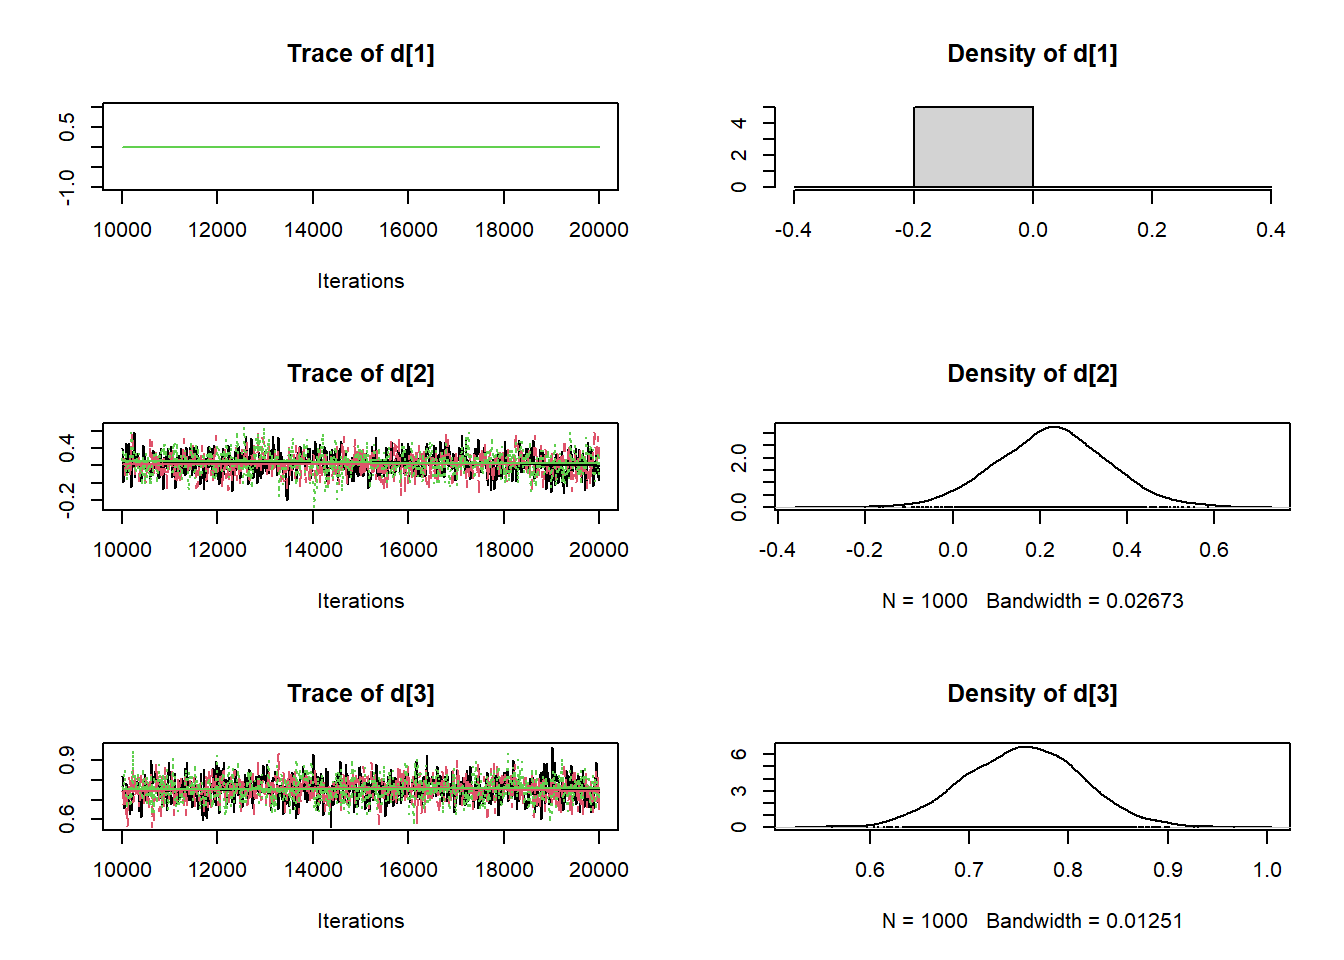 Trace of d[1]
0.5
-1.0
10000 12000 14000 16000 18000 20000
Iterations
Density of d[1]
4
2
0
-0.4 -0.2 0.0 0.2 0.4
Trace of d[2]
0.4
-0.2
10000 12000 14000 16000 18000 20000
Iterations
Density of d[2]
2.0
0.0
-0.4 -0.2 0.0 0.2 0.4 0.6
N = 1000 Bandwidth = 0.02673
Trace of d[3]
0.9
0.6
10000 12000 14000 16000 18000 20000
Iterations
Density of d[3]
6
3
0
0.6 0.7 0.8 0.9 1.0
N = 1000 Bandwidth = 0.01251